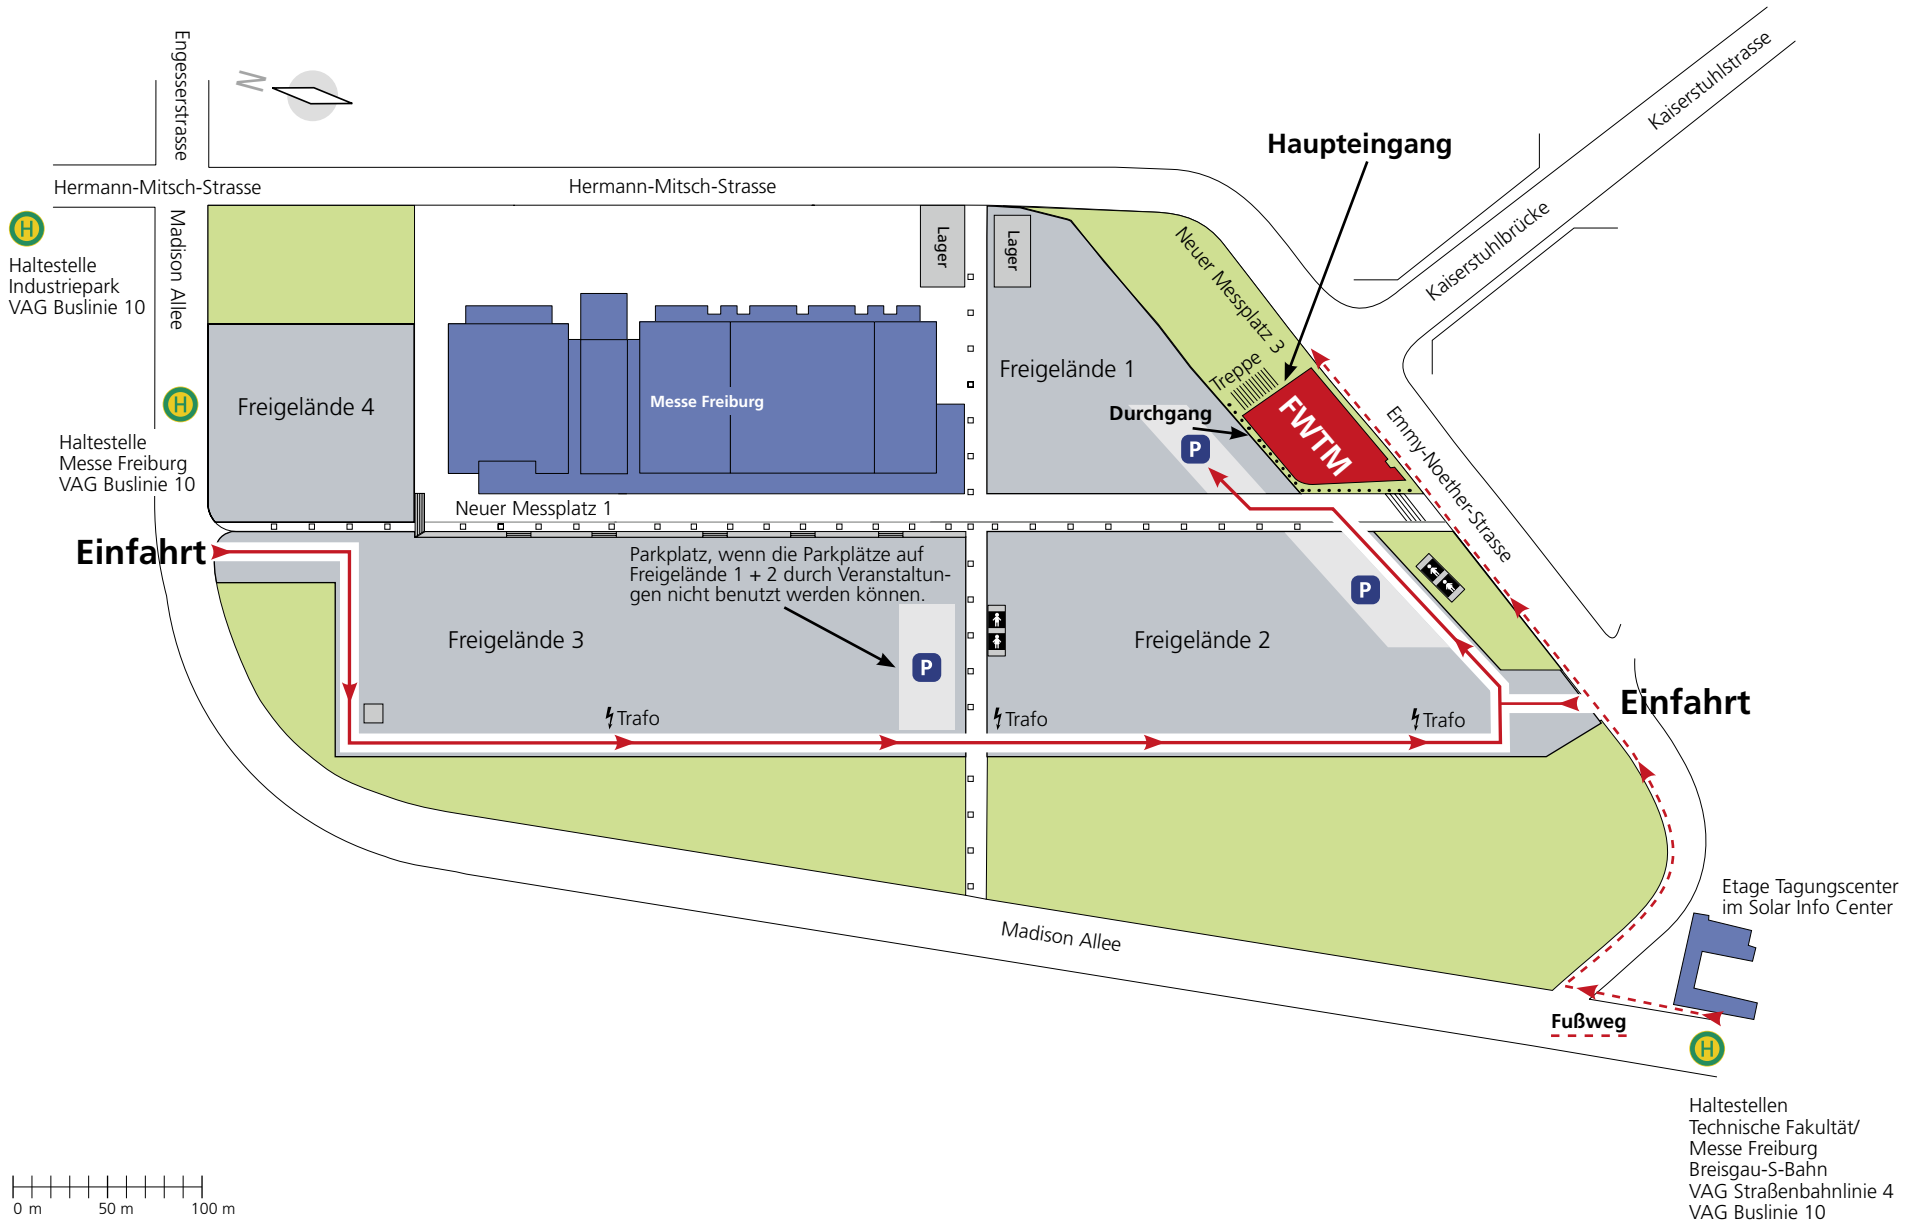 Engesserstrasse
N
Kaiserstuhlstrasse
Haupteingang
Hermann-Mitsch-Strasse
Hermann-Mitsch-Strasse
H
Madison Allee
Haltestelle
Industriepark
VAG Buslinie 10
Lager
Lager
Neuer Messplatz 3
Kaiserstuhlbrücke
Freigelände 1
Treppe
Freigelände 4
H
Messe Freiburg
Durchgang
P
FWTM
Emmy-Noether-Strasse
Haltestelle
Messe Freiburg
VAG Buslinie 10
Neuer Messplatz 1
Einfahrt
Parkplatz, wenn die Parkplätze auf
Freigelände 1 + 2 durch Veranstaltun-
gen nicht benutzt werden können.
P
Freigelände 3
Freigelände 2
P
Einfahrt
Trafo
Trafo
Trafo
Etage Tagungscenter
im Solar Info Center
Madison Allee
Fußweg
H
Haltestellen
Technische Fakultät/
Messe Freiburg
Breisgau-S-Bahn
VAG Straßenbahnlinie 4
VAG Buslinie 10
0 m 50 m 100 m